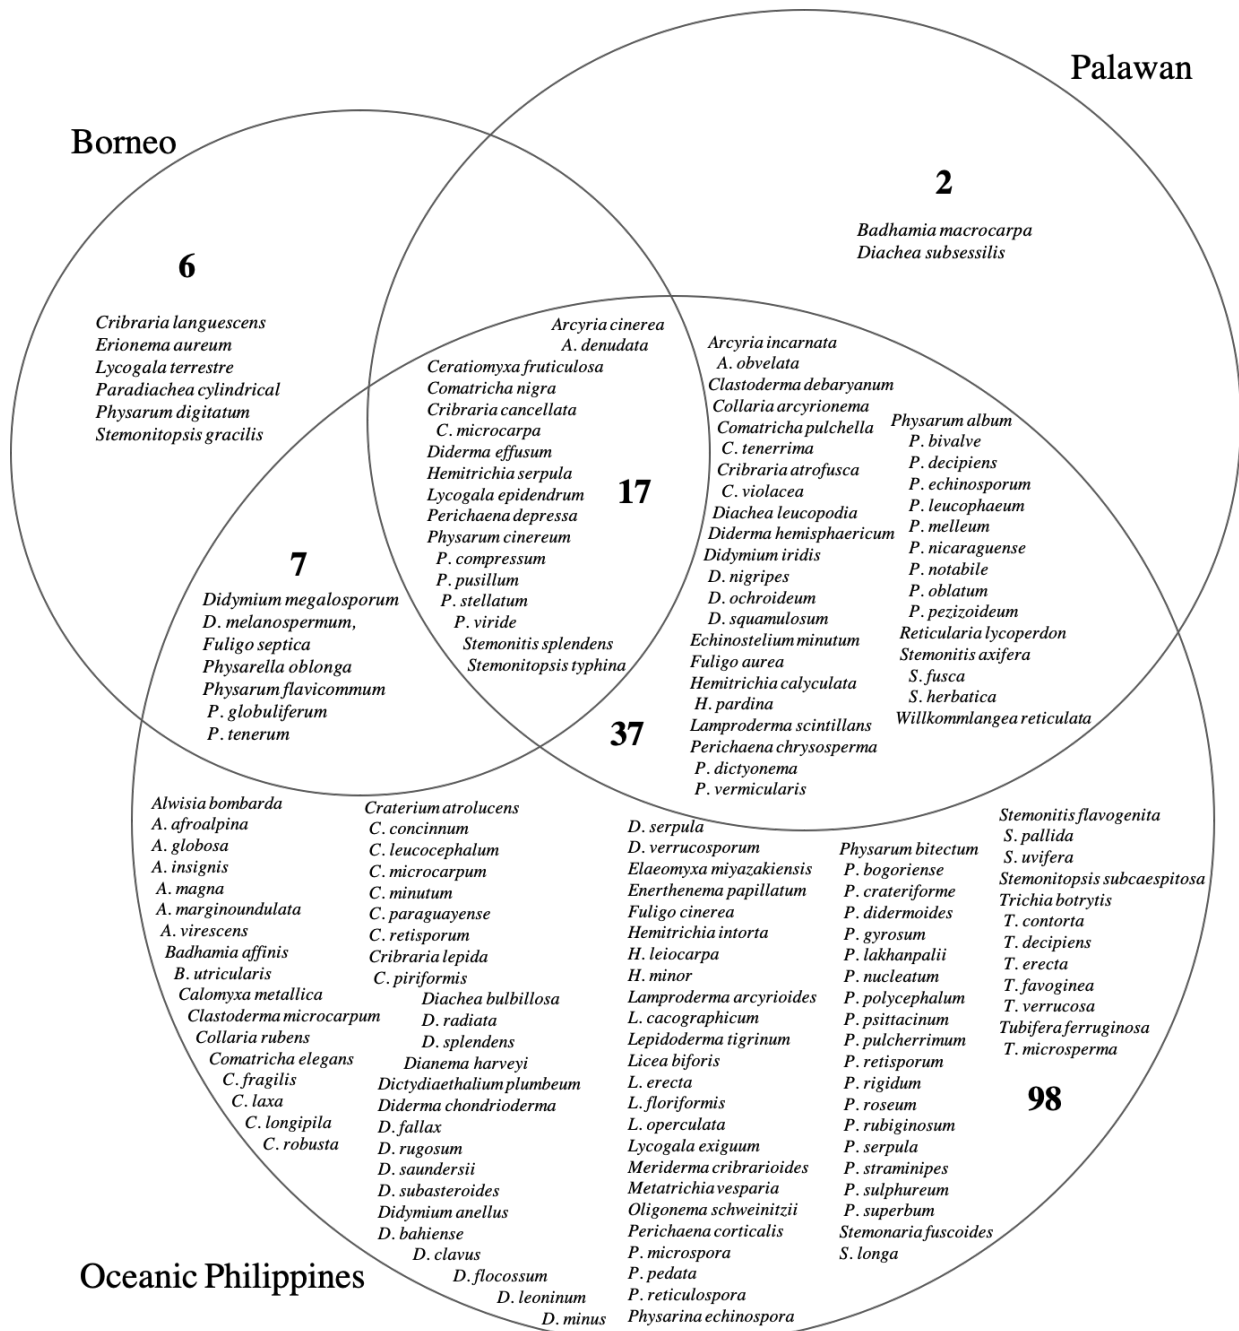 Palawan
Borneo
2
Badhamia macrocarpa
Diachea subsessilis
6
Cribraria languescens
Erionema aureum
Lycogala terrestre
Paradiachea cylindrical
Physarum digitatum
Stemonitopsis gracilis
Arcyria cinerea
A. denudata
Ceratiomyxa fruticulosa
Comatricha nigra
Cribraria cancellata
C. microcarpa
Diderma effusum
Hemitrichia serpula
Lycogala epidendrum
Perichaena depressa
Physarum cinereum
P. compressum
P. pusillum
P. stellatum
P. viride
Stemonitis splendens
Stemonitopsis typhina
17
Arcyria incarnata
A. obvelata
Clastoderma debaryanum
Collaria arcyrionema
Comatricha pulchella
C. tenerrima
Cribraria atrofusca
C. violacea
Diachea leucopodia
Diderma hemisphaericum
Didymium iridis
D. nigripes
D. ochroideum
D. squamulosum
Echinostelium minutum
Fuligo aurea
Hemitrichia calyculata
H. pardina
Lamproderma scintillans
Perichaena chrysosperma
P. dictyonema
P. vermicularis
Physarum album
P. bivalve
P. decipiens
P. echinosporum
P. leucophaeum
P. melleum
P. nicaraguense
P. notabile
P. oblatum
P. pezizoideum
Reticularia lycoperdon
Stemonitis axifera
S. fusca
S. herbatica
Willkommlangea reticulata
37
7
Didymium megalosporum
D. melanospermum,
Fuligo septica
Physarella oblonga
Physarum flavicommum
P. globuliferum
P. tenerum
Alwisia bombarda
A. afroalpina
A. globosa
A. insignis
A. magna
A. marginoundulata
A. virescens
Badhamia affinis
B. utricularis
Calomyxa metallica
Clastoderma microcarpum
Collaria rubens
Comatricha elegans
C. fragilis
C. laxa
C. longipila
C. robusta
Craterium atrolucens
C. concinnum
C. leucocephalum
C. microcarpum
C. minutum
C. paraguayense
C. retisporum
Cribraria lepida
C. piriformis
Diachea bulbillosa
D. radiata
D. splendens
Dianema harveyi
Dictydiaethalium plumbeum
Diderma chondrioderma
D. fallax
D. rugosum
D. saundersii
D. subasteroides
Didymium anellus
D. bahiense
D. clavus
D. flocossum
D. leoninum
D. minus
D. serpula
D. verrucosporum
Elaeomyxa miyazakiensis
Enerthenema papillatum
Fuligo cinerea
Hemitrichia intorta
H. leiocarpa
H. minor
Lamproderma arcyrioides
L. cacographicum
Lepidoderma tigrinum
Licea biforis
L. erecta
L. floriformis
L. operculata
Lycogala exiguum
Meriderma cribrarioides
Metatrichia vesparia
Oligonema schweinitzii
Perichaena corticalis
P. microspora
P. pedata
P. reticulospora
Physarina echinospora
Physarum bitectum
P. bogoriense
P. crateriforme
P. didermoides
P. gyrosum
P. lakhanpalii
P. nucleatum
P. polycephalum
P. psittacinum
P. pulcherrimum
P. retisporum
P. rigidum
P. roseum
P. rubiginosum
P. serpula
P. straminipes
P. sulphureum
P. superbum
Stemonaria fuscoides
S. longa
Stemonitis flavogenita
S. pallida
S. uvifera
Stemonitopsis subcaespitosa
Trichia botrytis
T. contorta
T. decipiens
T. erecta
T. favoginea
T. verrucosa
Tubifera ferruginosa
T. microsperma
98
Oceanic Philippines